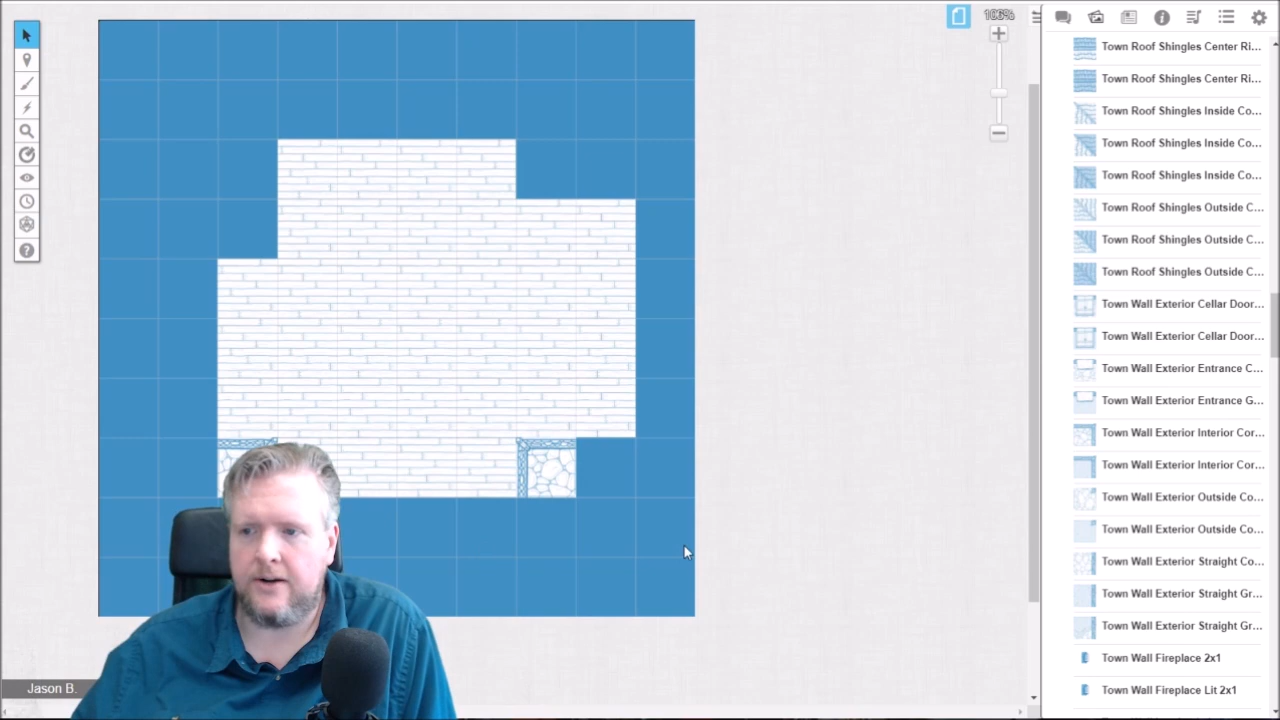 100%
Town Roof Shingles Center Ri...
Town Roof Shingles Center Ri...
Town Roof Shingles Inside Co...
Town Roof Shingles Inside Co...
Town Roof Shingles Inside Co...
Town Roof Shingles Outside C...
Town Roof Shingles Outside C...
Town Roof Shingles Outside C...
Town Wall Exterior Cellar Door...
Town Wall Exterior Cellar Door...
Town Wall Exterior Entrance C...
Town Wall Exterior Entrance G...
Town Wall Exterior Interior Cor...
Town Wall Exterior Interior Cor...
Town Wall Exterior Outside Co...
Town Wall Exterior Outside Co...
Town Wall Exterior Straight Co...
Town Wall Exterior Straight Gr...
Town Wall Exterior Straight Gr...
Town Wall Fireplace 2x1
Town Wall Fireplace Lit 2x1
Jason B.